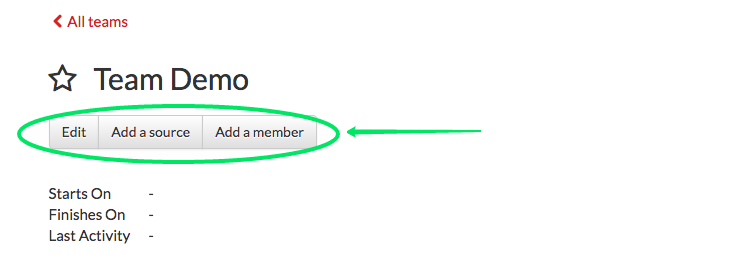 All teams
Team Demo
Edit Add a source Add a member
Starts On -
Finishes On -
Last Activity -